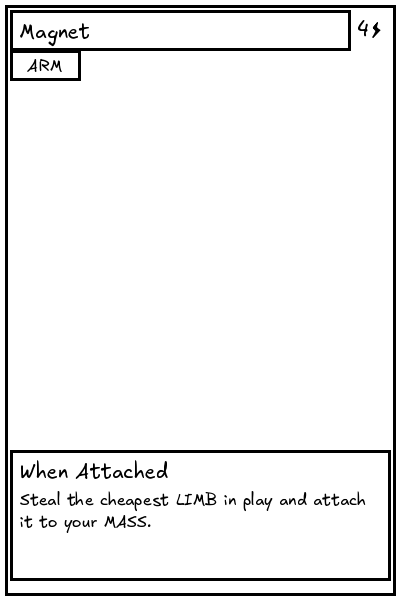 Magnet
4
ARM
When Attached
Steal the cheapest LIMB in play and attach
it to your MASS.